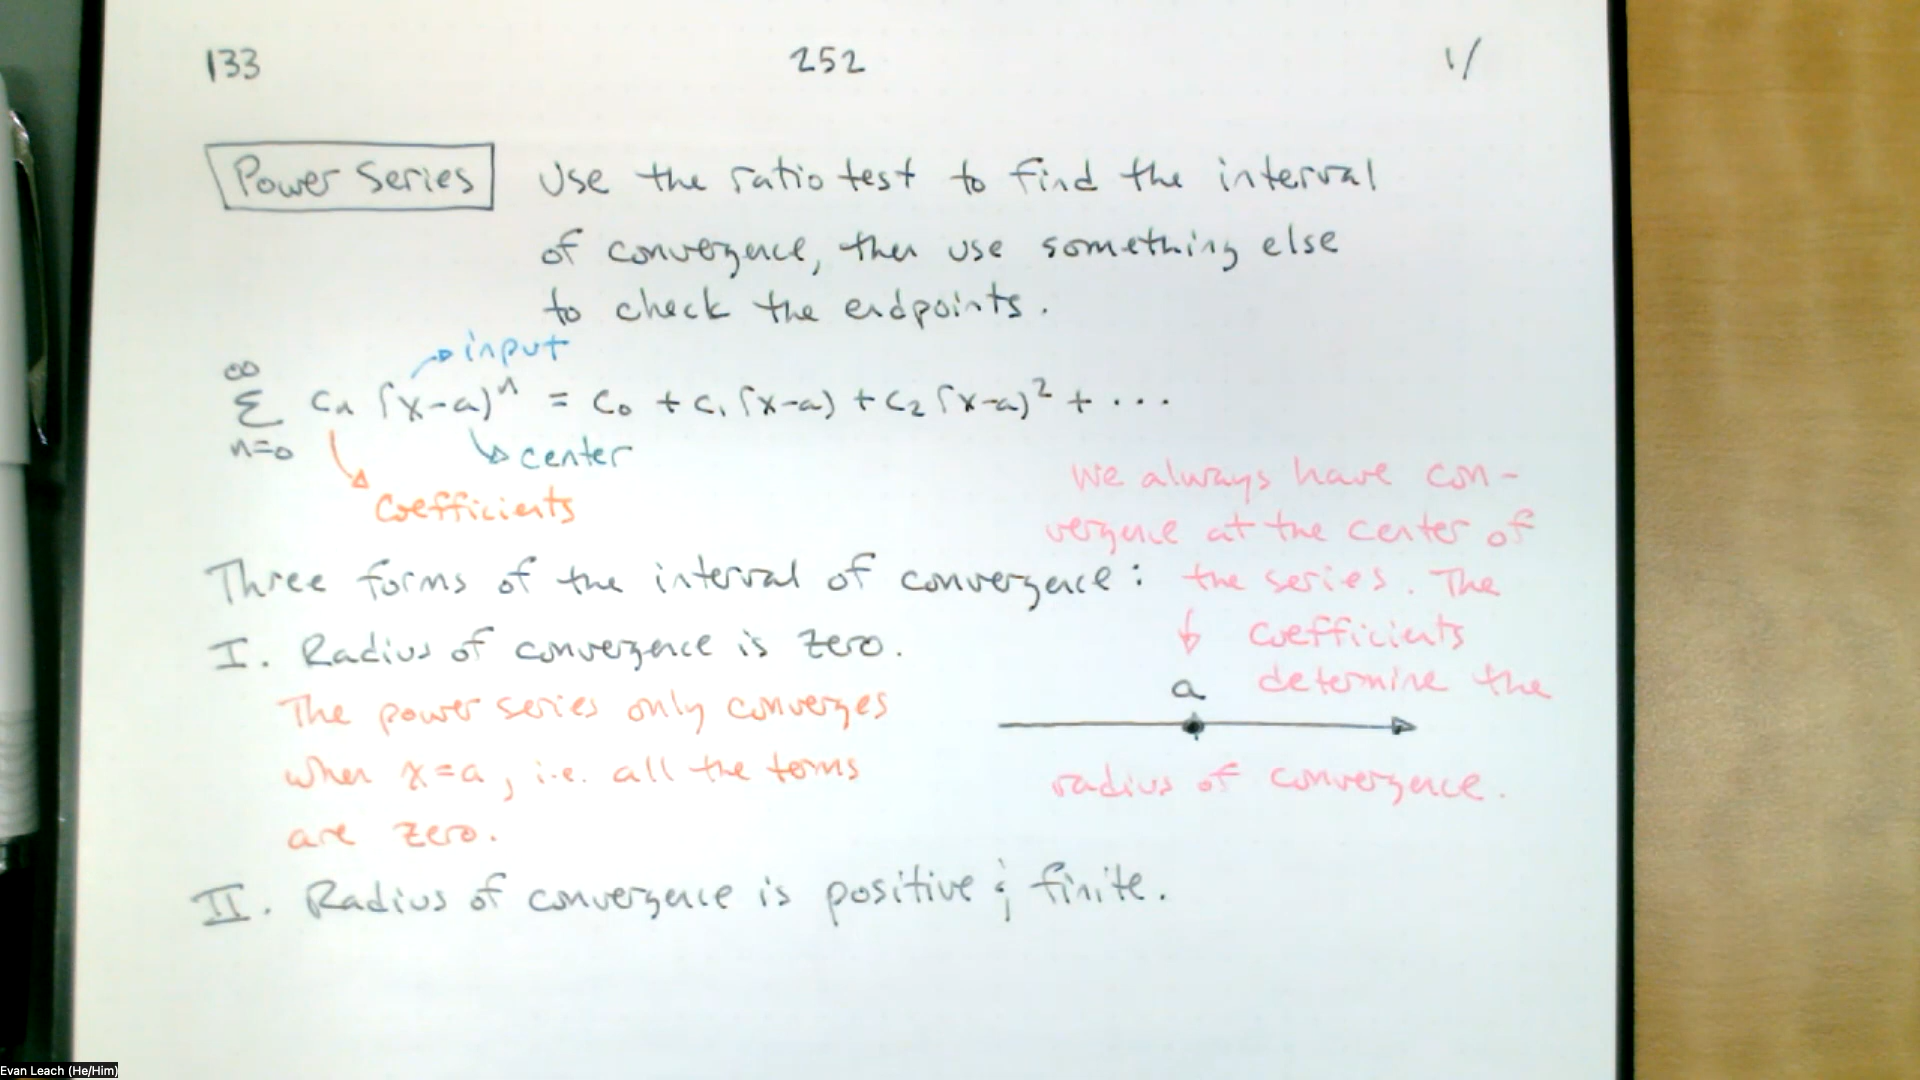 133 252 1/
Power Series Use the ratio test to find the interval
of convergence, then use something else
to check the endpoints.
input
∞
Σ cₙ (x-a)ⁿ = c₀ + c₁(x-a) + c₂(x-a)² + ...
n=0
center
coefficients
We always have con-
vergence at the center of
Three forms of the interval of convergence: the series. The
I. Radius of convergence is zero. coefficients
a determine the
The power series only converges
when x=a, i.e. all the terms radius of convergence.
are zero.
II. Radius of convergence is positive & finite.
Evan Leach (He/Him)